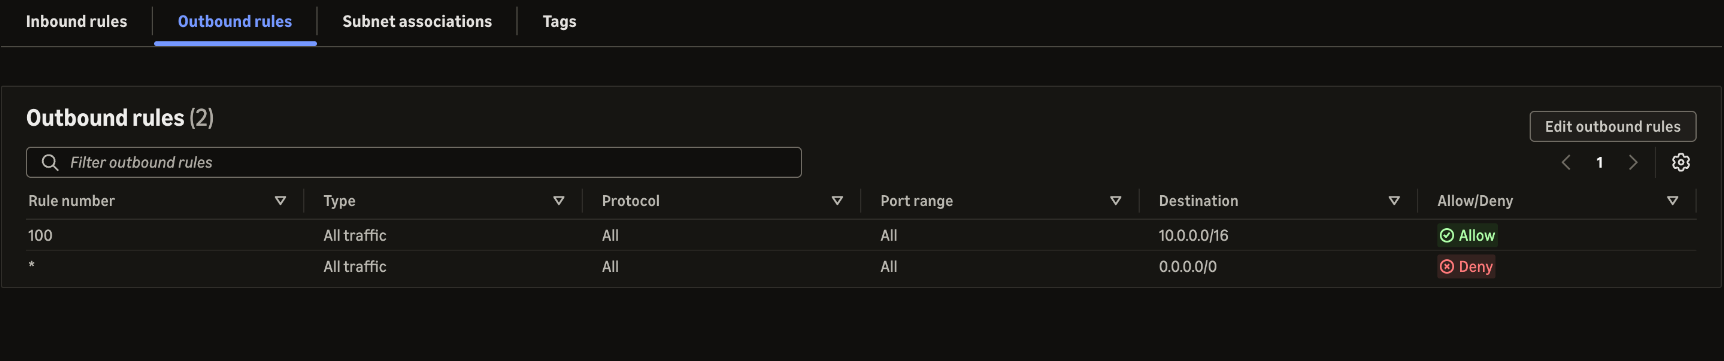 Inbound rules Outbound rules Subnet associations Tags
Outbound rules (2)
Edit outbound rules
Filter outbound rules
1
Rule number Type Protocol Port range Destination Allow/Deny
100 All traffic All All 10.0.0.0/16 Allow
* All traffic All All 0.0.0.0/0 Deny